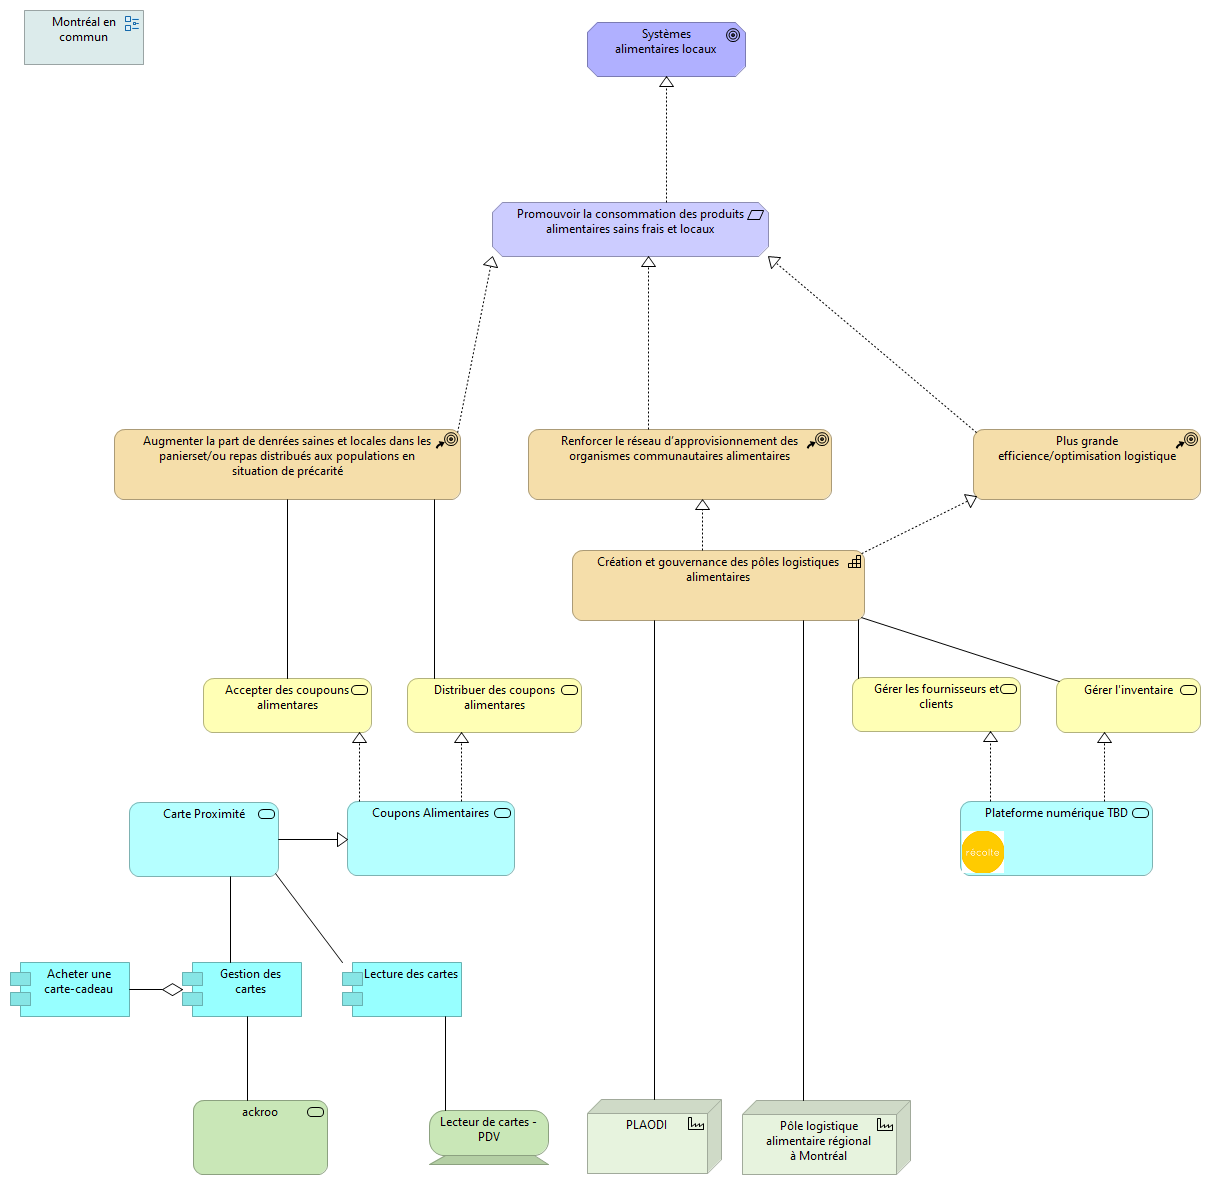 Montréal en
commun
Systèmes
alimentaires locaux
Promouvoir la consommation des produits
alimentaires sains frais et locaux
Augmenter la part de denrées saines et locales dans les
panierset/ou repas distribués aux populations en
situation de précarité
Renforcer le réseau d'approvisionnement des
organismes communautaires alimentaires
Plus grande
efficience/optimisation logistique
Création et gouvernance des pôles logistiques
alimentaires
Accepter des coupouns
alimentares
Distribuer des coupons
alimentares
Gérer les fournisseurs et
clients
Gérer l'inventaire
Carte Proximité
Coupons Alimentaires
Plateforme numérique TBD
récolte
Acheter une
carte-cadeau
Gestion des
cartes
Lecture des cartes
ackroo
Lecteur de cartes -
PDV
PLAODI
Pôle logistique
alimentaire régional
à Montréal